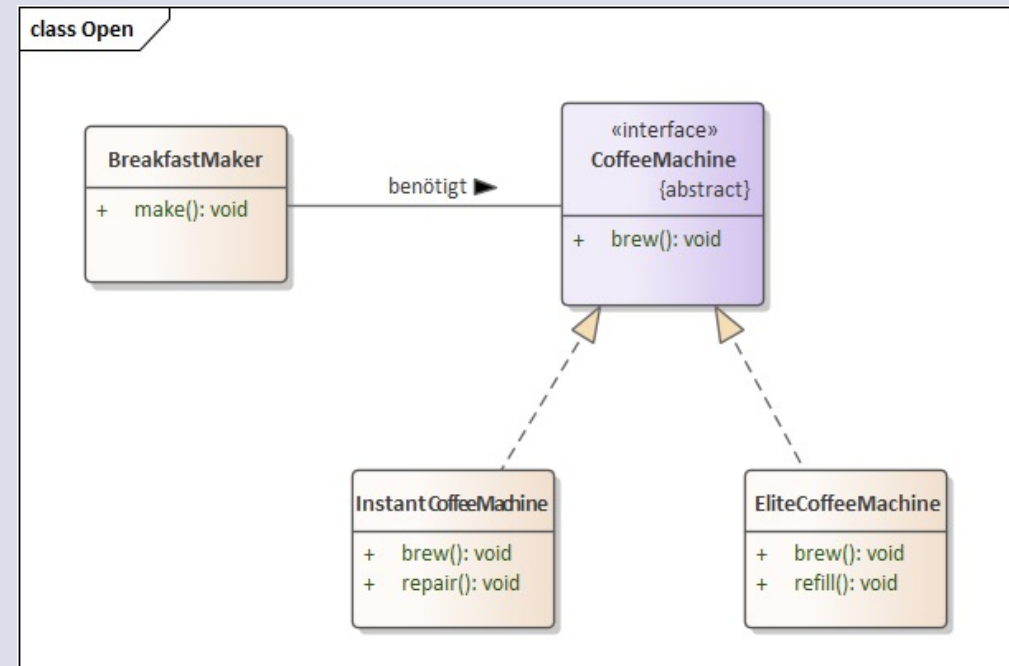 class Open
BreakfastMaker
+ make(): void
benötigt
«interface»
CoffeeMachine
{abstract}
+ brew(): void
InstantCoffeeMachine
+ brew(): void
+ repair(): void
EliteCoffeeMachine
+ brew(): void
+ refill(): void